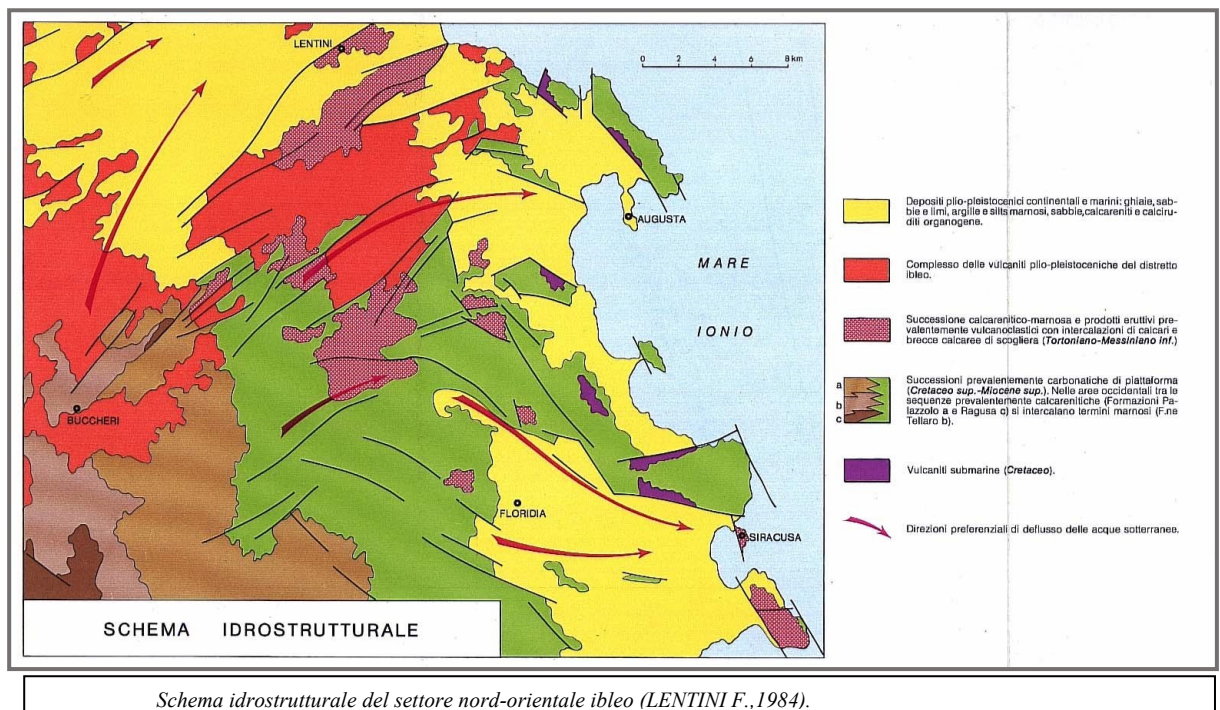 LENTINI
0 2 4 6 8 km
AUGUSTA
MARE
IONIO
BUCCHERI
FLORIDIA
SIRACUSA
SCHEMA IDROSTRUTTURALE
Depositi plio-pleistocenici continentali e marini: ghiaie, sab-
bie e limi, argille e silts marnosi, sabbie, calcareniti e calciru-
diti organogene.
Complesso delle vulcaniti plio-pleistoceniche del distretto
ibleo.
Successione calcarenitico-marnosa e prodotti eruttivi pre-
valentemente vulcanoclastici con intercalazioni di calcari e
brecce calcaree di scogliera (Tortoniano-Messiniano inf.)
a
b
c
Successioni prevalentemente carbonatiche di piattaforma
(Cretaceo sup.-Miocene sup.). Nelle aree occidentali tra le
sequenze prevalentemente calcarenitiche (Formazioni Pa-
lazzolo a e Ragusa c) si intercalano termini marnosi (F.ne
Tellaro b).
Vulcaniti submarine (Cretaceo).
Direzioni preferenziali di deflusso delle acque sotterranee.
Schema idrostrutturale del settore nord-orientale ibleo (LENTINI F.,1984).